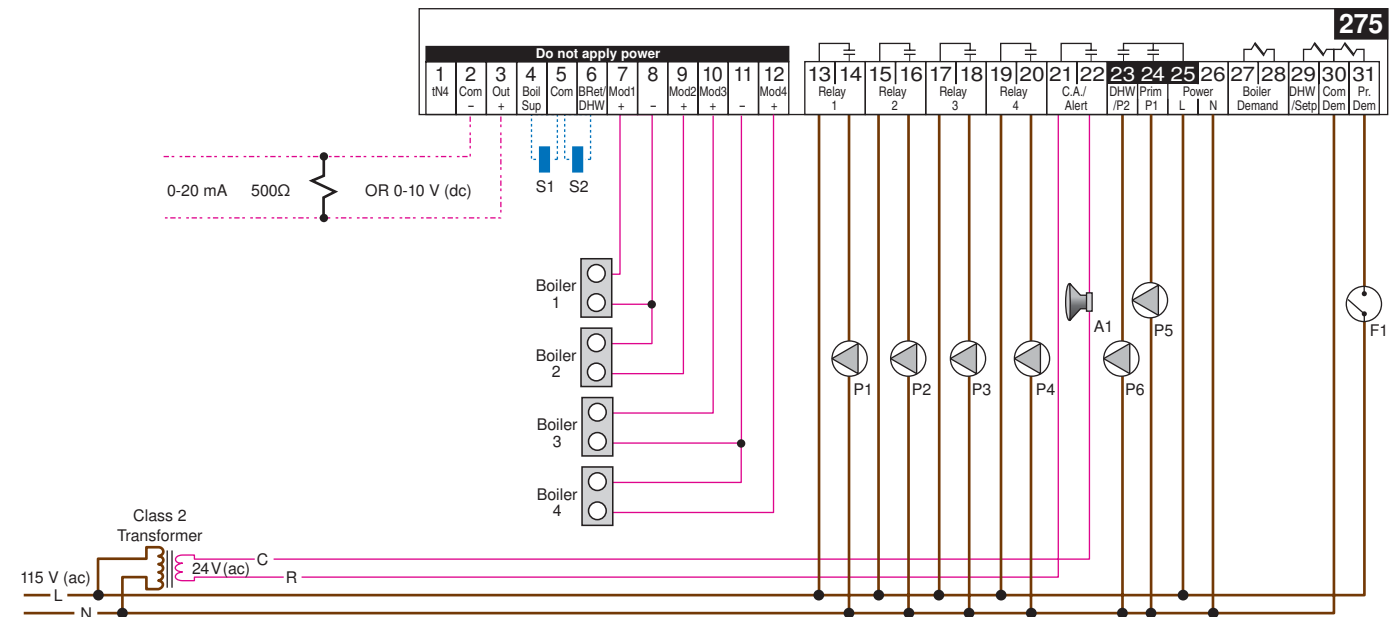 275
Do not apply power
1 2 3 4 5 6 7 8 9 10 11 12 13 14 15 16 17 18 19 20 21 22 23 24 25 26 27 28 29 30 31
tN4 Com Out Boil Com BRet/ Mod1 Mod2 Mod3 Mod4 Relay Relay Relay Relay C.A./ DHW Prim Power Boiler DHW Com Pr.
− + Sup DHW + − + + − + 1 2 3 4 Alert /P2 P1 L N Demand /Setp Dem Dem
0-20 mA 500Ω OR 0-10 V (dc)
S1 S2
Boiler
1
A1
P5
F1
Boiler
2
P1 P2 P3 P4 P6
Boiler
3
Boiler
4
Class 2
Transformer
C
24V(ac)
R
115 V (ac)
L
N